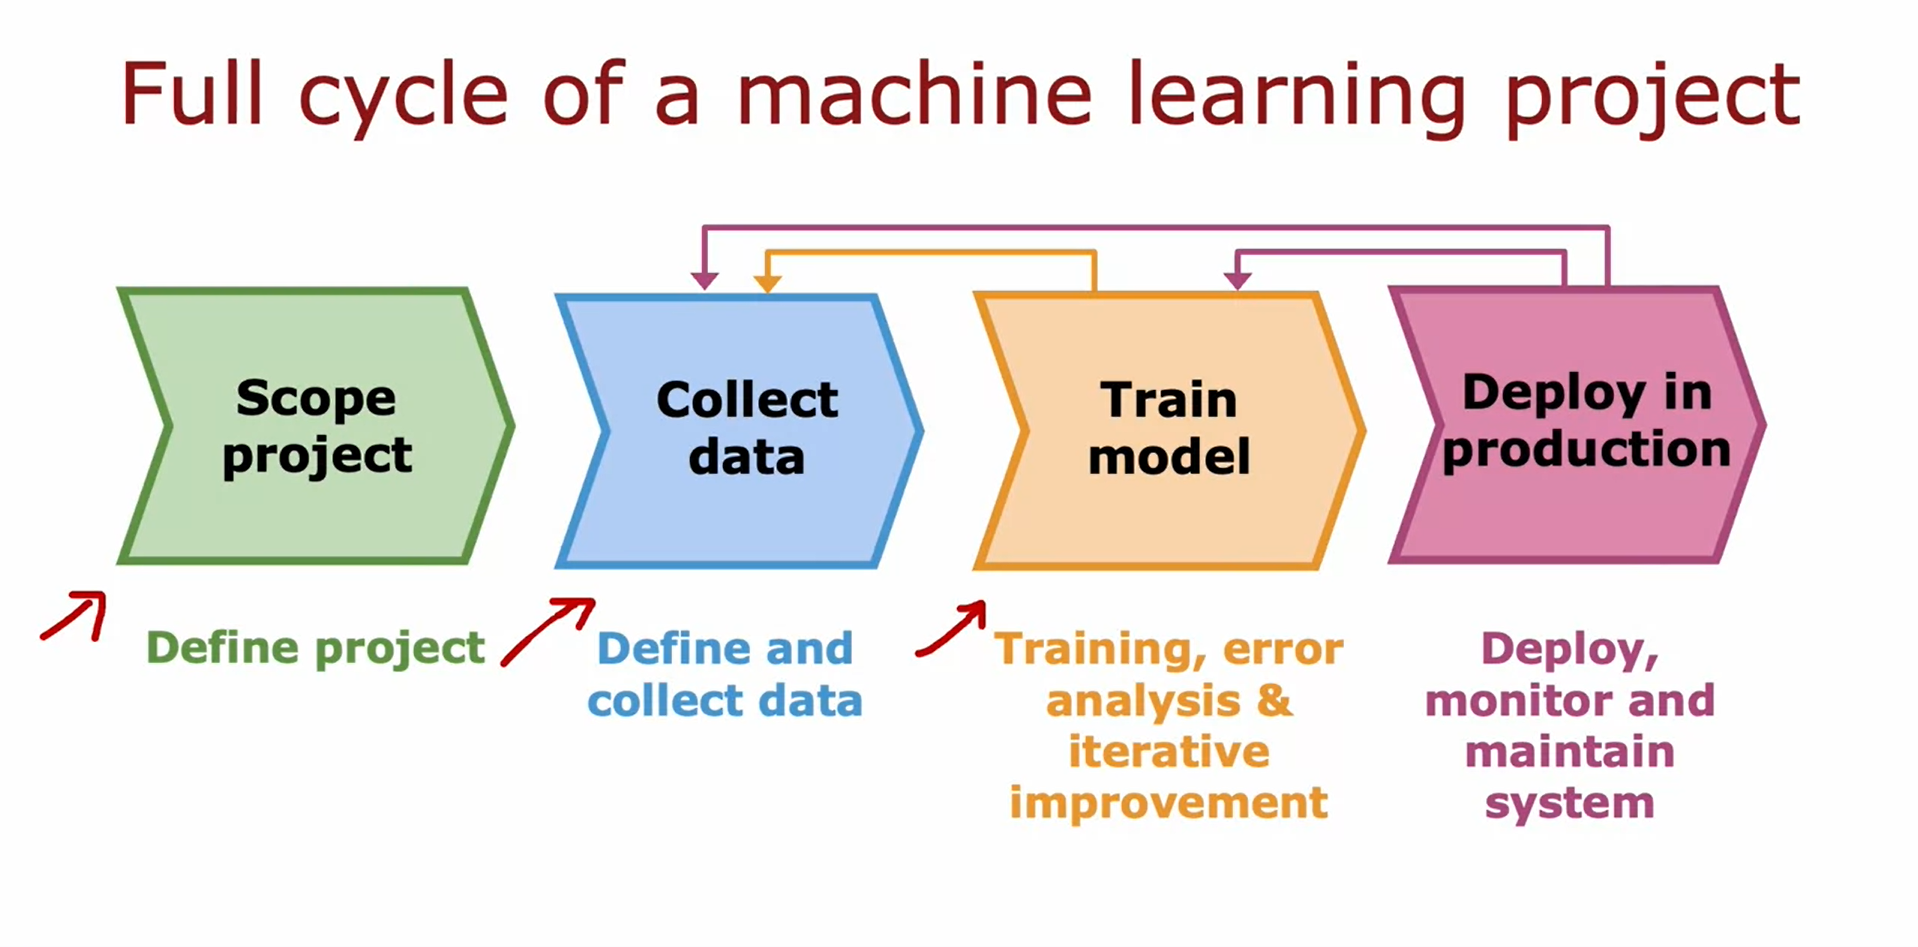 Full cycle of a machine learning project
Scope
project
Collect
data
Train
model
Deploy in
production
Define project
Define and
collect data
Training, error
analysis &
iterative
improvement
Deploy,
monitor and
maintain
system